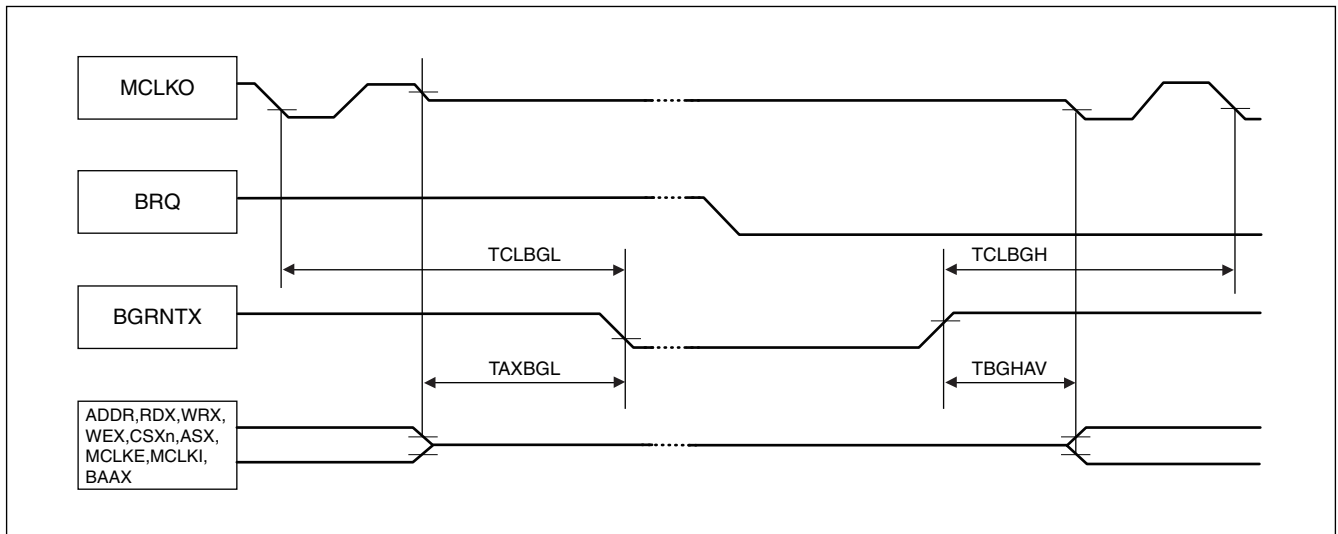 MCLKO
BRQ
TCLBGL
TCLBGH
BGRNTX
TAXBGL
TBGHAV
ADDR,RDX,WRX,
WEX,CSXn,ASX,
MCLKE,MCLKI,
BAAX